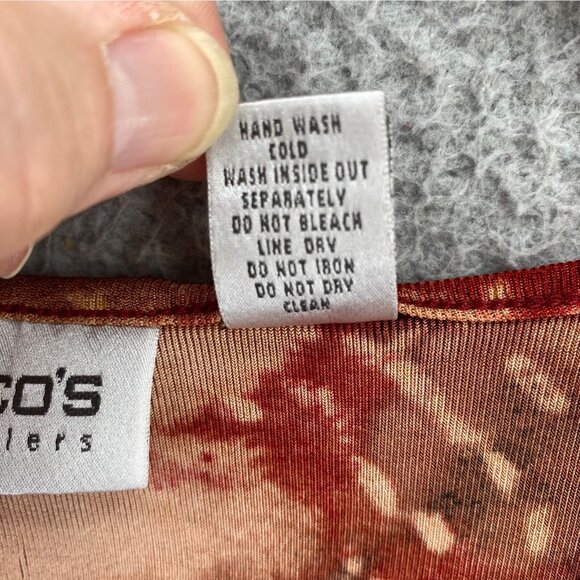 HAND WASH
COLD
WASH INSIDE OUT
SEPARATELY
DO NOT BLEACH
LINE DRY
DO NOT IRON
DO NOT DRY
CLEAN
CO'S
lers